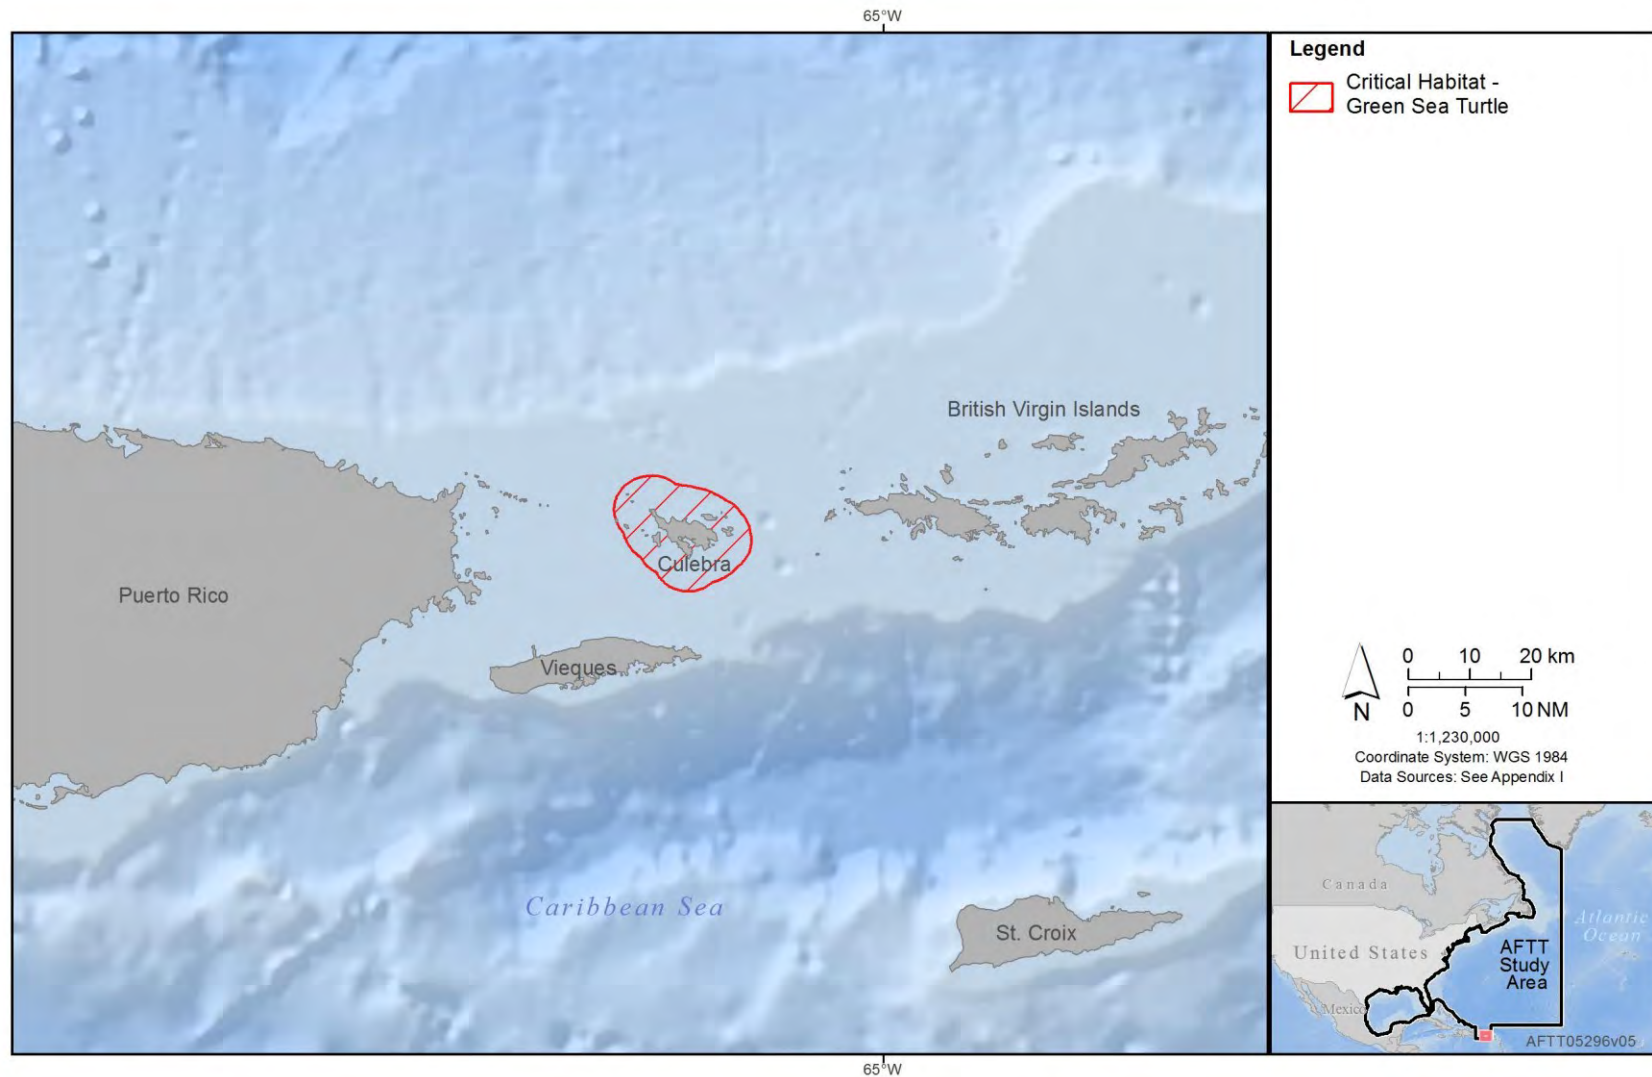 65°W
Legend
Critical Habitat -
Green Sea Turtle
British Virgin Islands
Culebra
Puerto Rico
Vieques
Caribbean Sea
St. Croix
0 10 20 km
N
0 5 10 NM
1:1,230,000
Coordinate System: WGS 1984
Data Sources: See Appendix I
Canada
United States
Mexico
Atlantic
Ocean
AFTT
Study
Area
AFTT05296v05
65°W